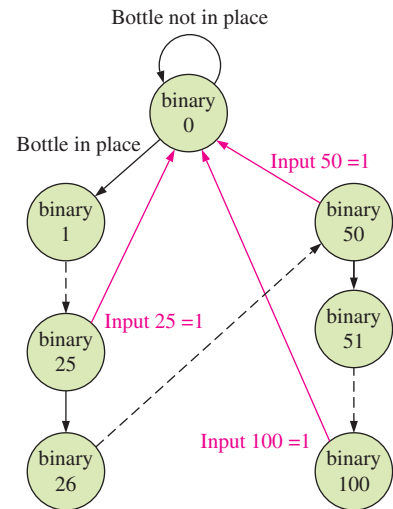 Bottle not in place
binary
0
Bottle in place
Input 50 =1
binary
1
binary
50
Input 25 =1
binary
25
binary
51
Input 100 =1
binary
26
binary
100